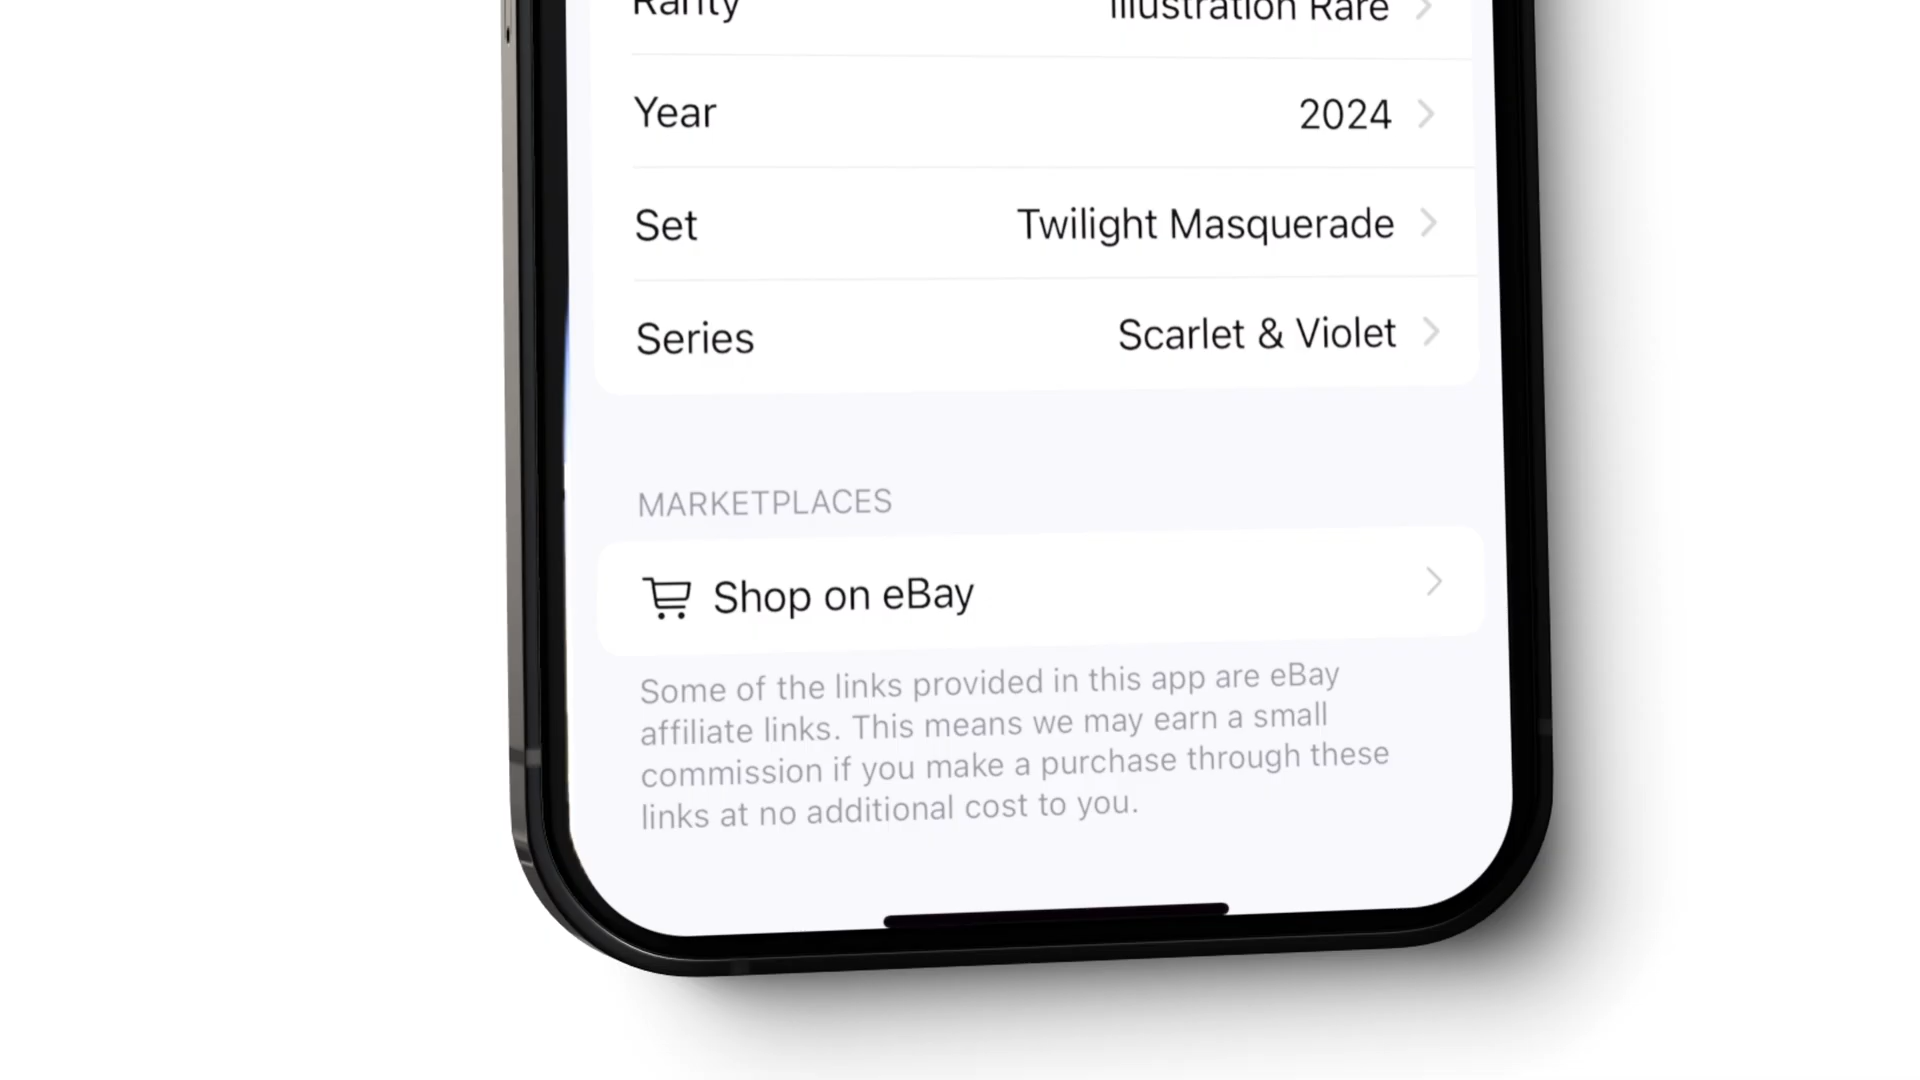 Rarity
Illustration Rare
Year
2024
Set
Twilight Masquerade
Series
Scarlet & Violet
MARKETPLACES
Shop on eBay
Some of the links provided in this app are eBay
affiliate links. This means we may earn a small
commission if you make a purchase through these
links at no additional cost to you.